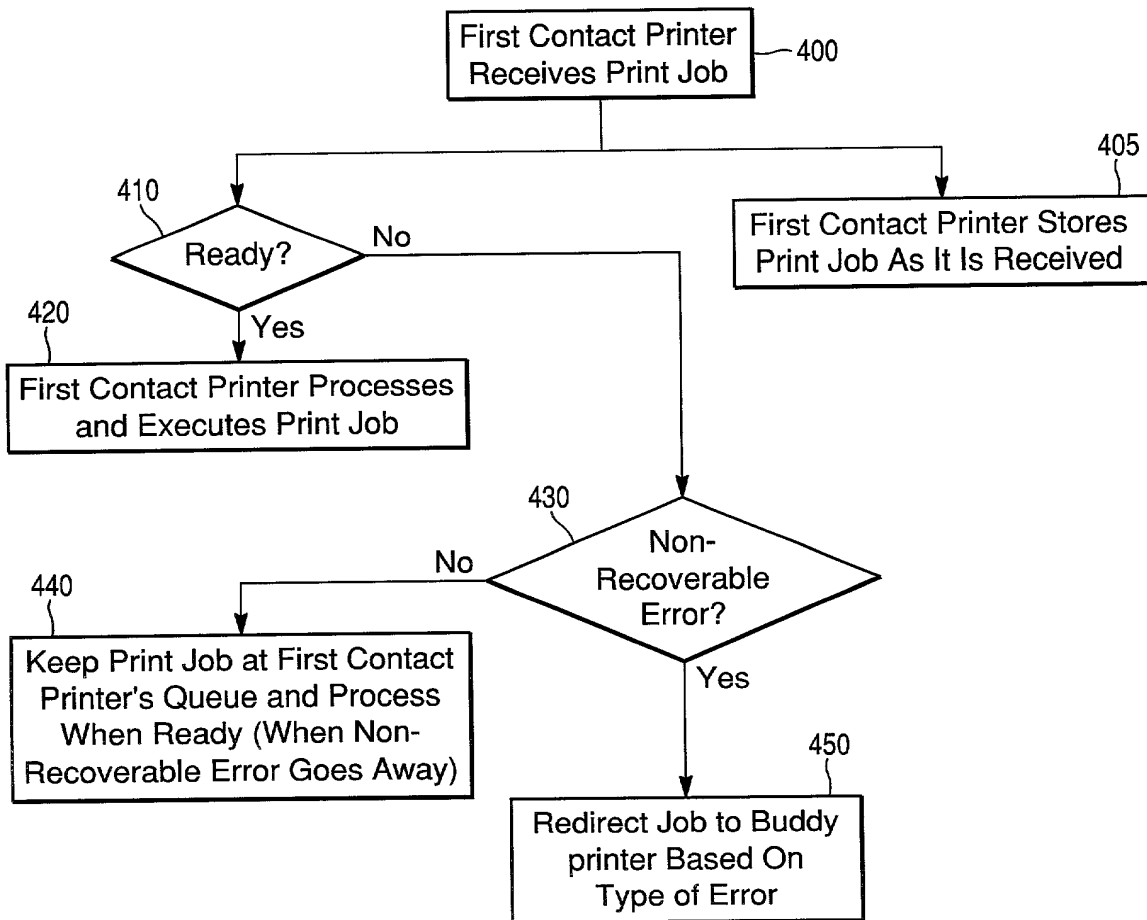 First Contact Printer
Receives Print Job
400
405
First Contact Printer Stores
Print Job As It Is Received
410
Ready?
No
Yes
420
First Contact Printer Processes
and Executes Print Job
430
Non-
Recoverable
Error?
No
Yes
440
Keep Print Job at First Contact
Printer's Queue and Process
When Ready (When Non-
Recoverable Error Goes Away)
450
Redirect Job to Buddy
printer Based On
Type of Error